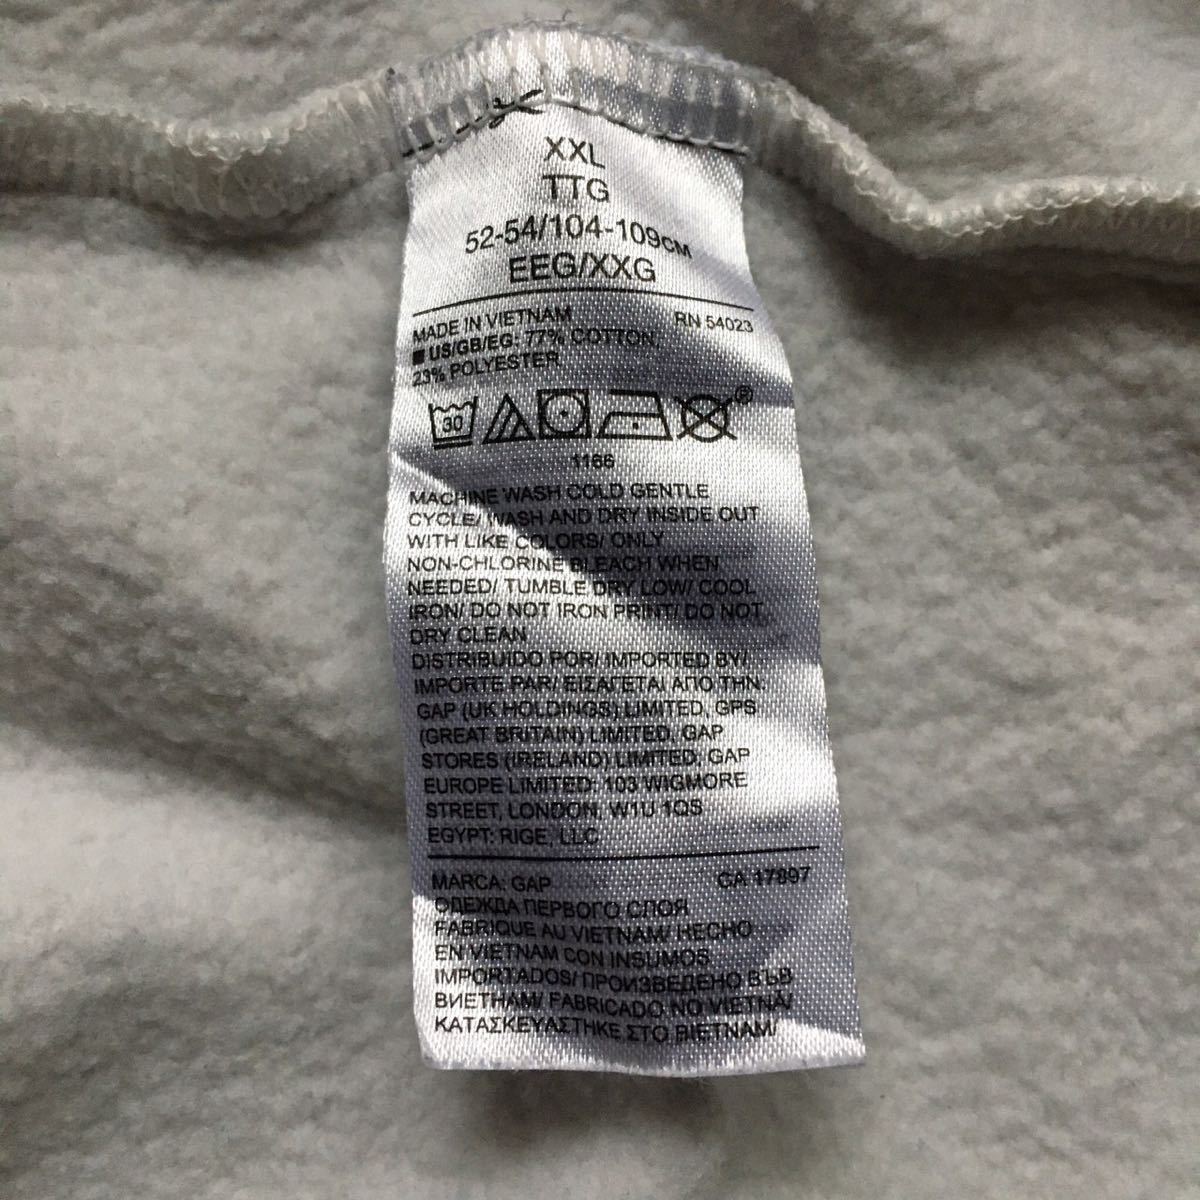 XXL
TTG
52-54/104-109СМ
EEG/XXG
MADE IN VIETNAM RN 54023
US/GB/EG: 77% COTTON,
23% POLYESTER
30 ®
1166
MACHINE WASH COLD GENTLE
CYCLE/ WASH AND DRY INSIDE OUT
WITH LIKE COLORS/ ONLY
NON-CHLORINE BLEACH WHEN
NEEDED/ TUMBLE DRY LOW/ COOL
IRON/ DO NOT IRON PRINT/ DO NOT
DRY CLEAN
DISTRIBUIDO POR/ IMPORTED BY/
IMPORTE PAR/ ΕΙΣΑΓΕΤΑΙ ΑΠΟ ΤΗΝ:
GAP (UK HOLDINGS) LIMITED, GPS
(GREAT BRITAIN) LIMITED, GAP
STORES (IRELAND) LIMITED, GAP
EUROPE LIMITED: 103 WIGMORE
STREET, LONDON, W1U 1QS
EGYPT: RIGE, LLC
MARCA: GAP CA 17897
ОДЕЖДА ПЕРВОГО СЛОЯ
FABRIQUE AU VIETNAM/ HECHO
EN VIETNAM CON INSUMOS
IMPORTADOS/ ПРОИЗВЕДЕНО ВЪВ
ВИЕТНАМ/ FABRICADO NO VIETNÃ/
ΚΑΤΑΣΚΕΥΑΣΤΗΚΕ ΣΤΟ ΒΙΕΤΝΑΜ/